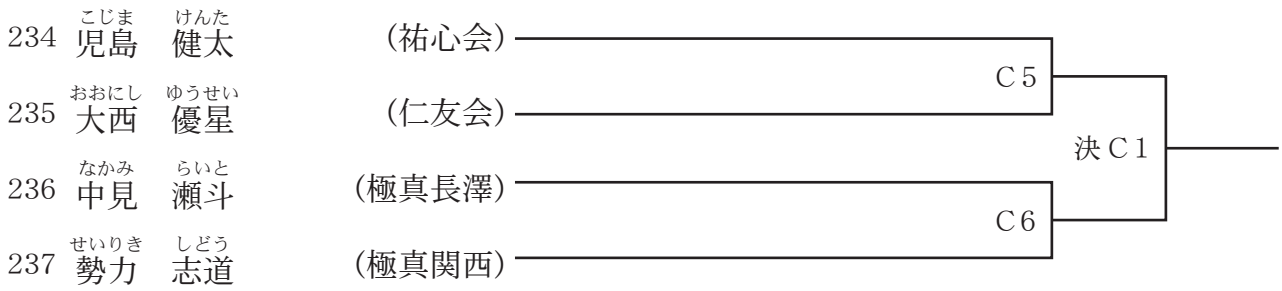 こじま けんた
234 児島 健太 (祐心会)
C5
おおにし ゆうせい
235 大西 優星 (仁友会)
決C1
なかみ らいと
236 中見 瀬斗 (極真長澤)
C6
せいりき しどう
237 勢力 志道 (極真関西)